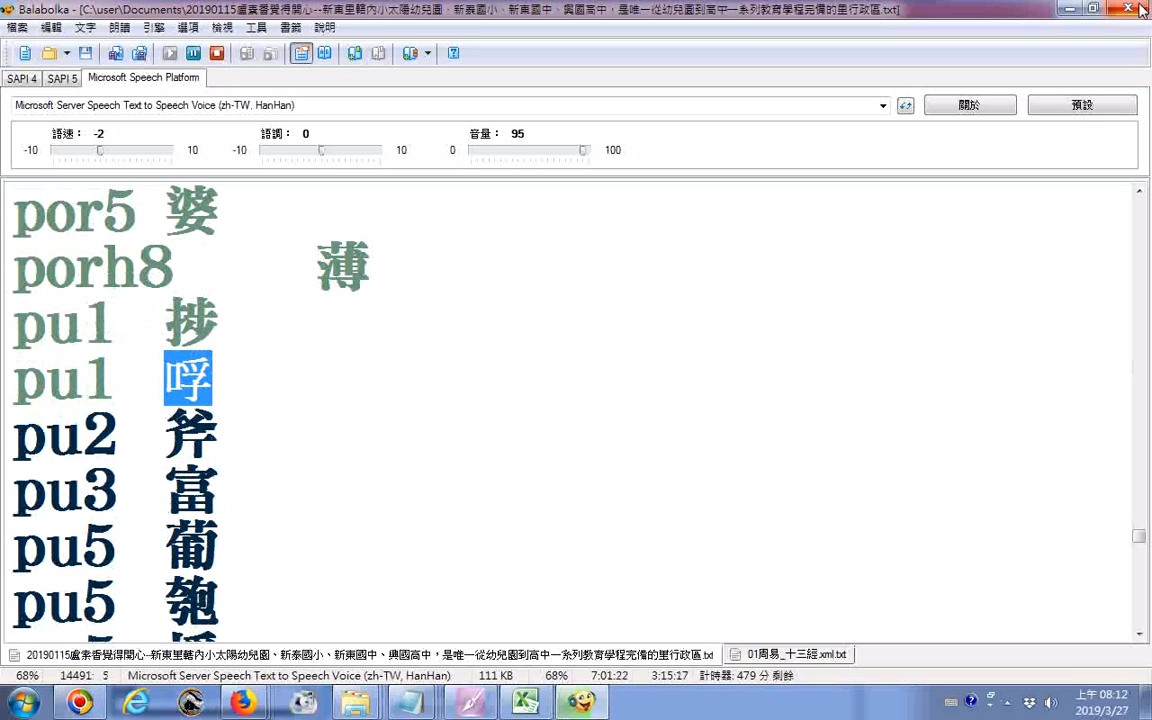 Balabolka - [C:\user\Documents\20190115盧素香覺得開心--新東里轄內小太陽幼兒園、新泰國小、新東國中、興國高中，是唯一從幼兒園到高中一系列教育學程完備的里行政區.txt]
檔案 編輯 文字 朗讀 引擎 選項 檢視 工具 書籤 說明
SAPI 4 SAPI 5 Microsoft Speech Platform
Microsoft Server Speech Text to Speech Voice (zh-TW, HanHan) 關於 預設
語速： -2 語調： 0 音量： 95
-10 10 -10 10 0 100
por5 婆
porh8 薄
pu1 捗
pu1 哹
pu2 斧
pu3 富
pu5 葡
pu5 匏
20190115盧素香覺得開心--新東里轄內小太陽幼兒園、新泰國小、新東國中、興國高中，是唯一從幼兒園到高中一系列教育學程完備的里行政區.txt 01周易_十三經.xml.txt
68% 14491: 5 Microsoft Server Speech Text to Speech Voice (zh-TW, HanHan) 111 KB 68% 7:01:22 3:15:17 計時器: 479 分 剩餘
上午 08:12
2019/3/27